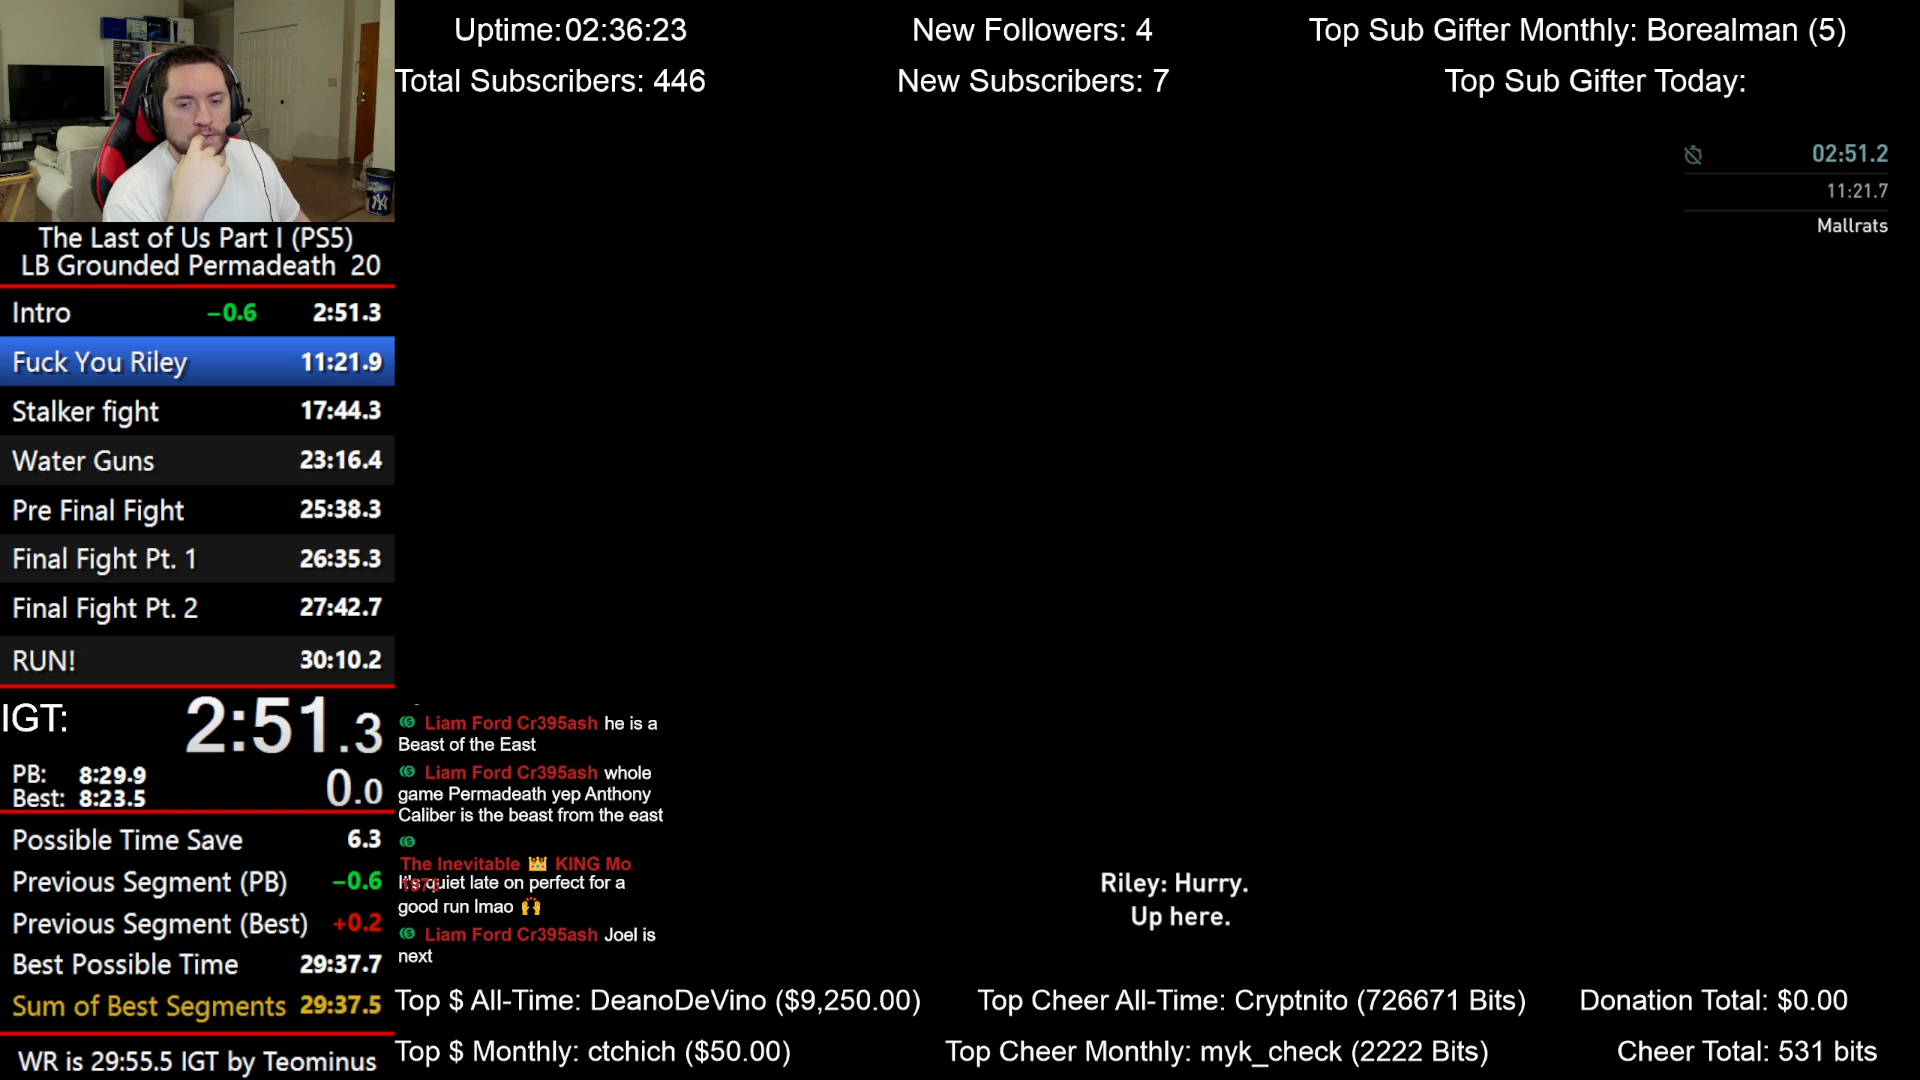 Uptime:02:36:23
New Followers: 4
Top Sub Gifter Monthly: Borealman (5)
Total Subscribers: 446
New Subscribers: 7
Top Sub Gifter Today:
02:51.2
11:21.7
Mallrats
The Last of Us Part I (PS5)
LB Grounded Permadeath 20
Intro −0.6 2:51.3
Fuck You Riley 11:21.9
Stalker fight 17:44.3
Water Guns 23:16.4
Pre Final Fight 25:38.3
Final Fight Pt. 1 26:35.3
Final Fight Pt. 2 27:42.7
RUN! 30:10.2
IGT: 2:51.3
PB: 8:29.9
Best: 8:23.5
0.0
Possible Time Save 6.3
Previous Segment (PB) −0.6
Previous Segment (Best) +0.2
Best Possible Time 29:37.7
Sum of Best Segments 29:37.5
WR is 29:55.5 IGT by Teominus
Liam Ford Cr395ash he is a
Beast of the East
Liam Ford Cr395ash whole
game Permadeath yep Anthony
Caliber is the beast from the east
The Inevitable 👑 KING Mo
It's quiet late on perfect for a
good run lmao 🙌
Liam Ford Cr395ash Joel is
next
Riley: Hurry.
Up here.
Top $ All-Time: DeanoDeVino ($9,250.00)
Top Cheer All-Time: Cryptnito (726671 Bits)
Donation Total: $0.00
Top $ Monthly: ctchich ($50.00)
Top Cheer Monthly: myk_check (2222 Bits)
Cheer Total: 531 bits